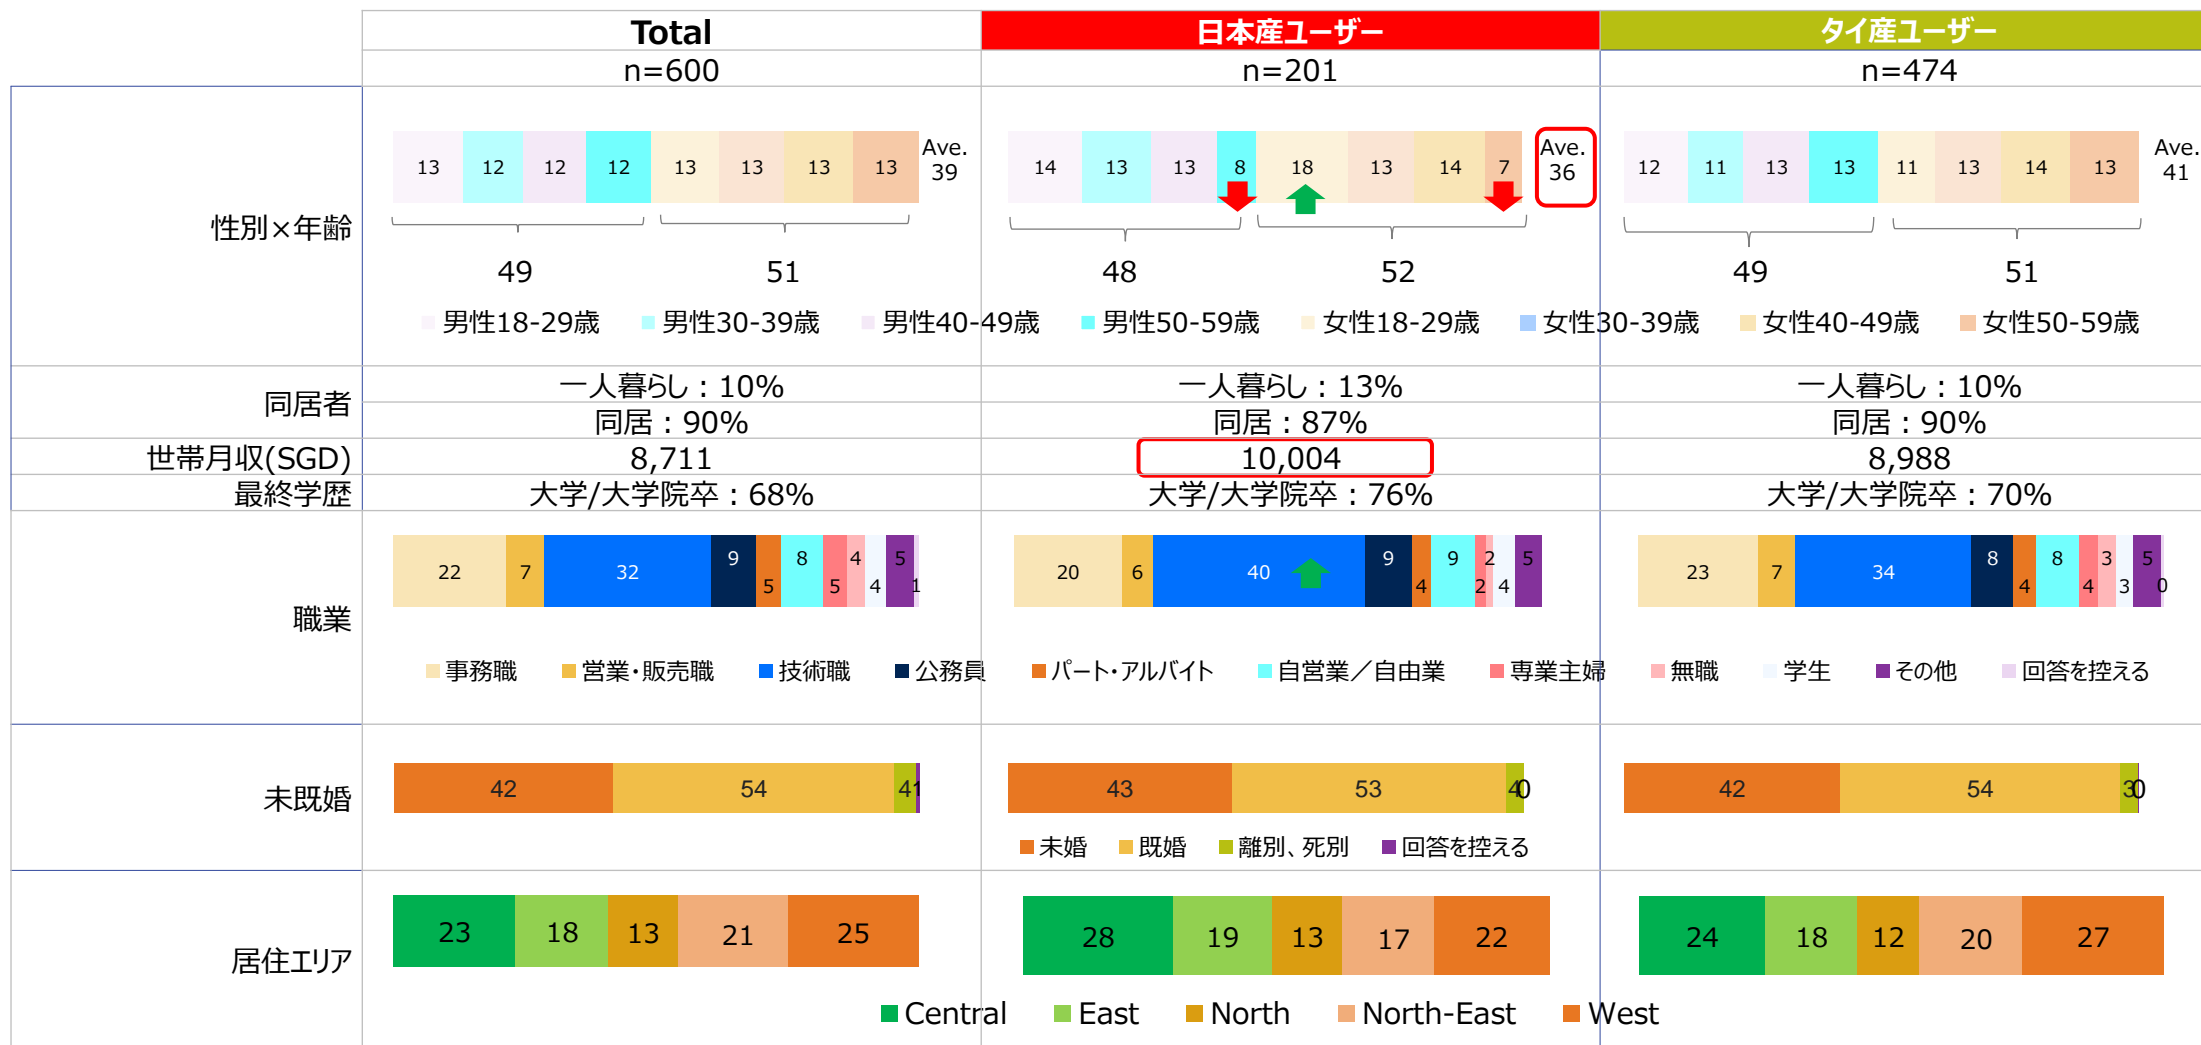 Total 日本産ユーザー タイ産ユーザー
n=600 n=201 n=474
性別×年齢
13 12 12 12 13 13 13 13 Ave. 39
49 51
14 13 13 8 18 13 14 7 Ave. 36
48 52
12 11 13 13 11 13 14 13 Ave. 41
49 51
男性18-29歳 男性30-39歳 男性40-49歳 男性50-59歳 女性18-29歳 女性30-39歳 女性40-49歳 女性50-59歳
同居者
一人暮らし：10% 一人暮らし：13% 一人暮らし：10%
同居：90% 同居：87% 同居：90%
世帯月収(SGD) 8,711 10,004 8,988
最終学歴 大学/大学院卒：68% 大学/大学院卒：76% 大学/大学院卒：70%
職業
22 7 32 9 5 8 5 4 4 5 1
20 6 40 9 4 9 2 2 4 5
23 7 34 8 4 8 4 3 3 5 0
事務職 営業・販売職 技術職 公務員 パート・アルバイト 自営業／自由業 専業主婦 無職 学生 その他 回答を控える
未既婚
42 54 4 1
43 53 4 0
42 54 3 0
未婚 既婚 離別、死別 回答を控える
居住エリア
23 18 13 21 25
28 19 13 17 22
24 18 12 20 27
Central East North North-East West